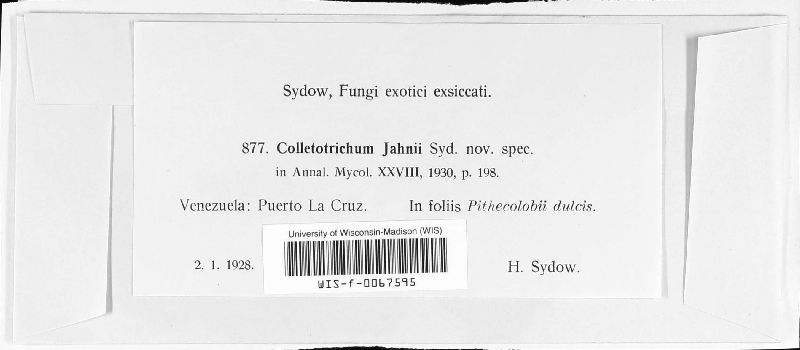 Sydow, Fungi exotici exsiccati.
877. Colletotrichum Jahnii Syd. nov. spec.
in Annal. Mycol. XXVIII, 1930, p. 198.
Venezuela: Puerto La Cruz. In foliis Pithecolobii dulcis.
University of Wisconsin-Madison (WIS)
2. 1. 1928.
H. Sydow.
WIS-f-0067595